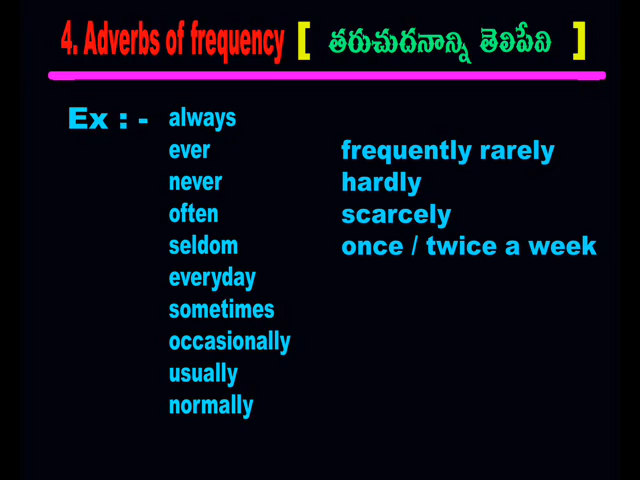 4. Adverbs of frequency [ తరుచుదనాన్ని తెలిపేవి ]
Ex : - always
ever
never
often
seldom
everyday
sometimes
occasionally
usually
normally
frequently rarely
hardly
scarcely
once / twice a week